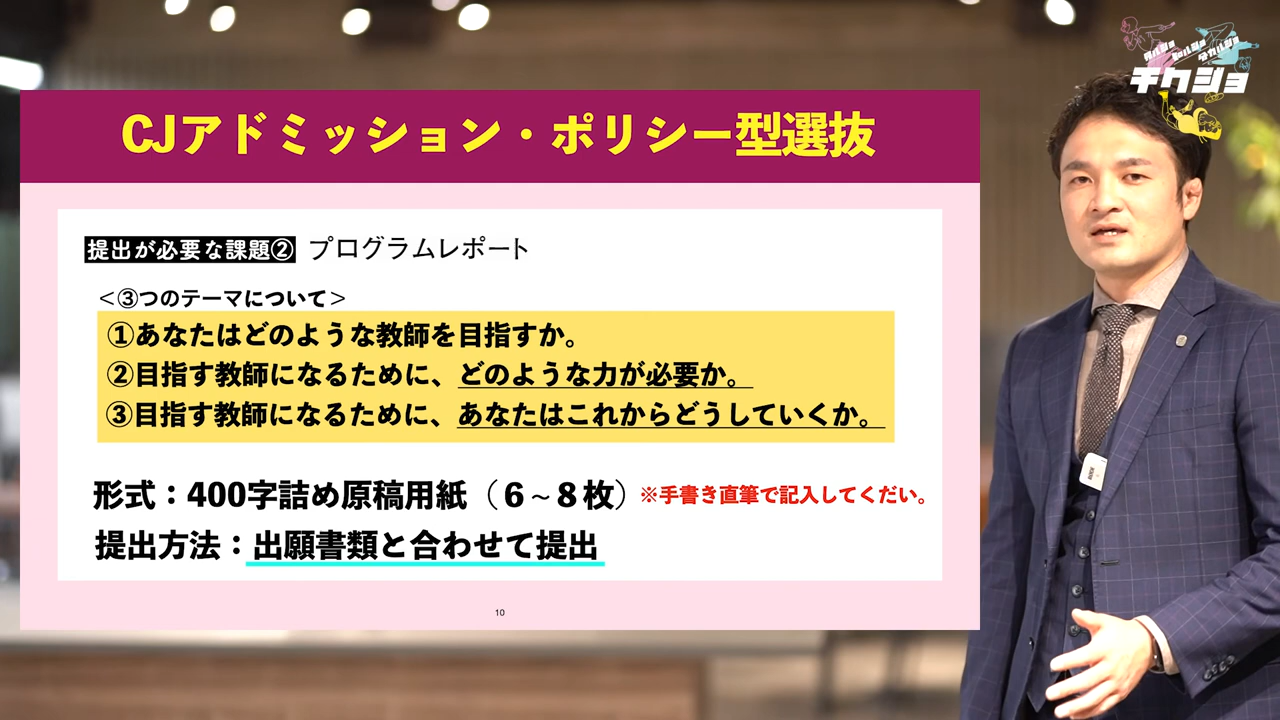 チクジョ
CJアドミッション・ポリシー型選抜
提出が必要な課題② プログラムレポート
＜③つのテーマについて＞
①あなたはどのような教師を目指すか。
②目指す教師になるために、どのような力が必要か。
③目指す教師になるために、あなたはこれからどうしていくか。
形式：400字詰め原稿用紙（６～８枚）※手書き直筆で記入してくだい。
提出方法：出願書類と合わせて提出
10